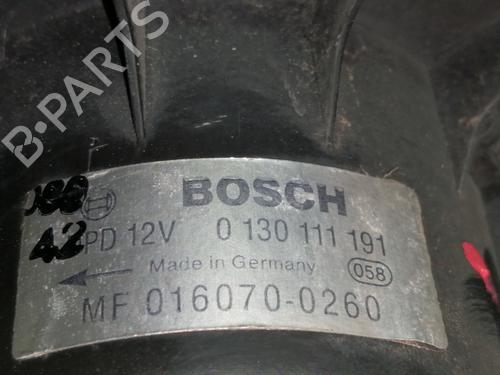 B-PARTS
BOSCH
42 PD 12V 0 130 111 191
Made in Germany 058
MF 016070-0260